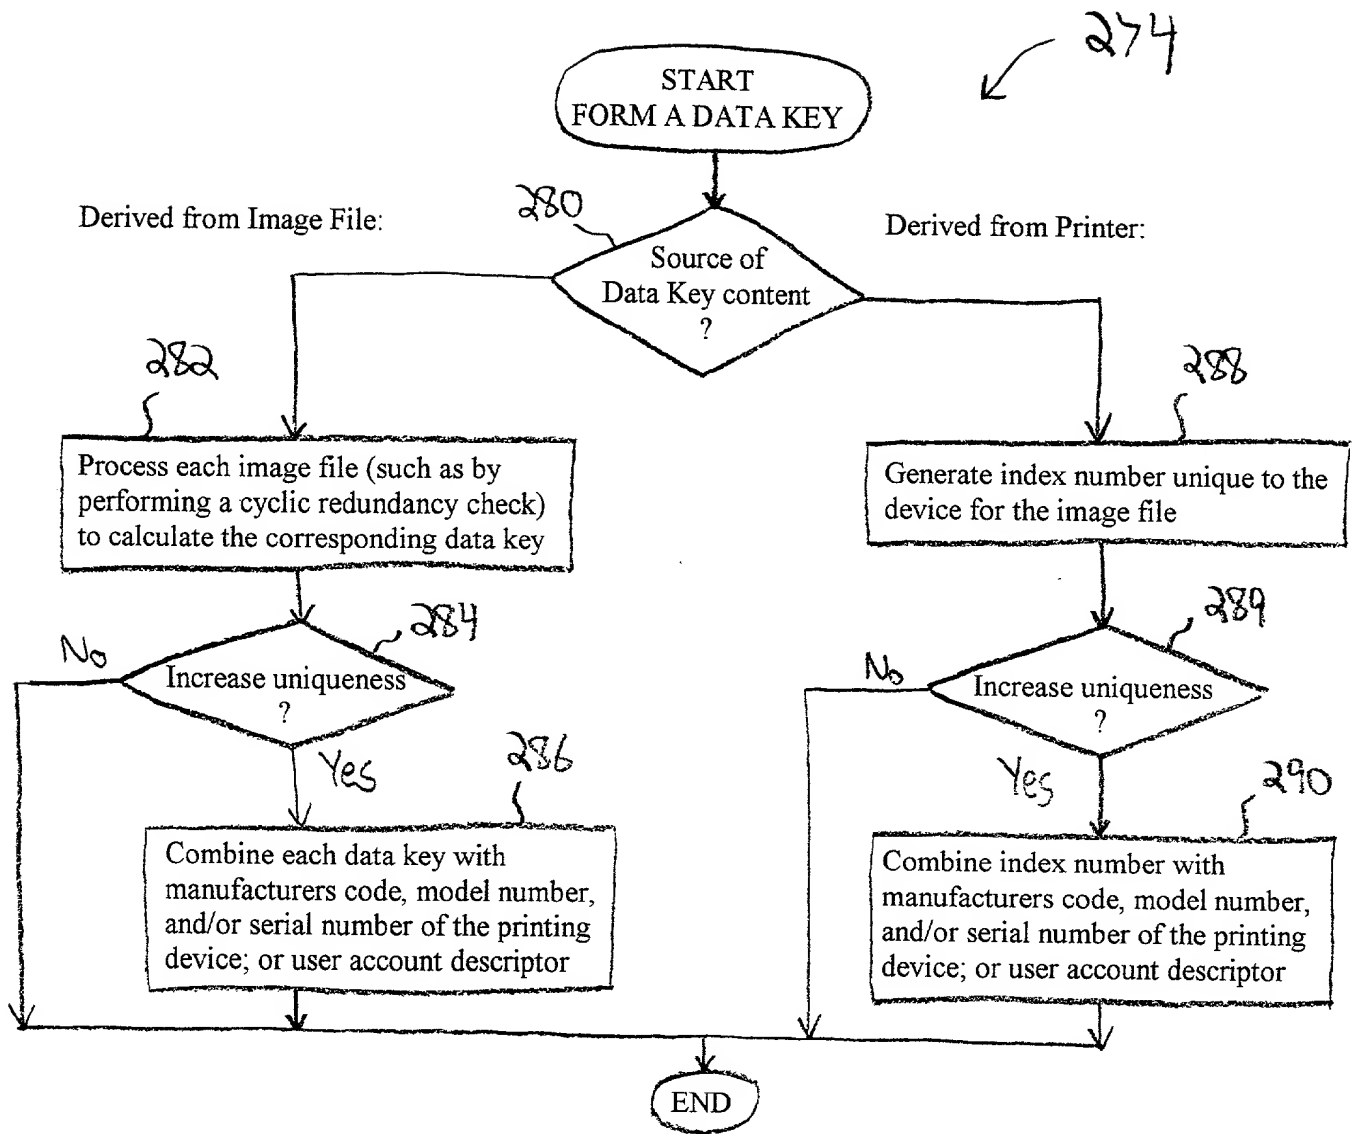 274
START
FORM A DATA KEY
280
Derived from Image File:
Derived from Printer:
Source of
Data Key content
?
282
Process each image file (such as by
performing a cyclic redundancy check)
to calculate the corresponding data key
288
Generate index number unique to the
device for the image file
284
No
Increase uniqueness
?
Yes
289
No
Increase uniqueness
?
Yes
286
Combine each data key with
manufacturers code, model number,
and/or serial number of the printing
device; or user account descriptor
290
Combine index number with
manufacturers code, model number,
and/or serial number of the printing
device; or user account descriptor
END